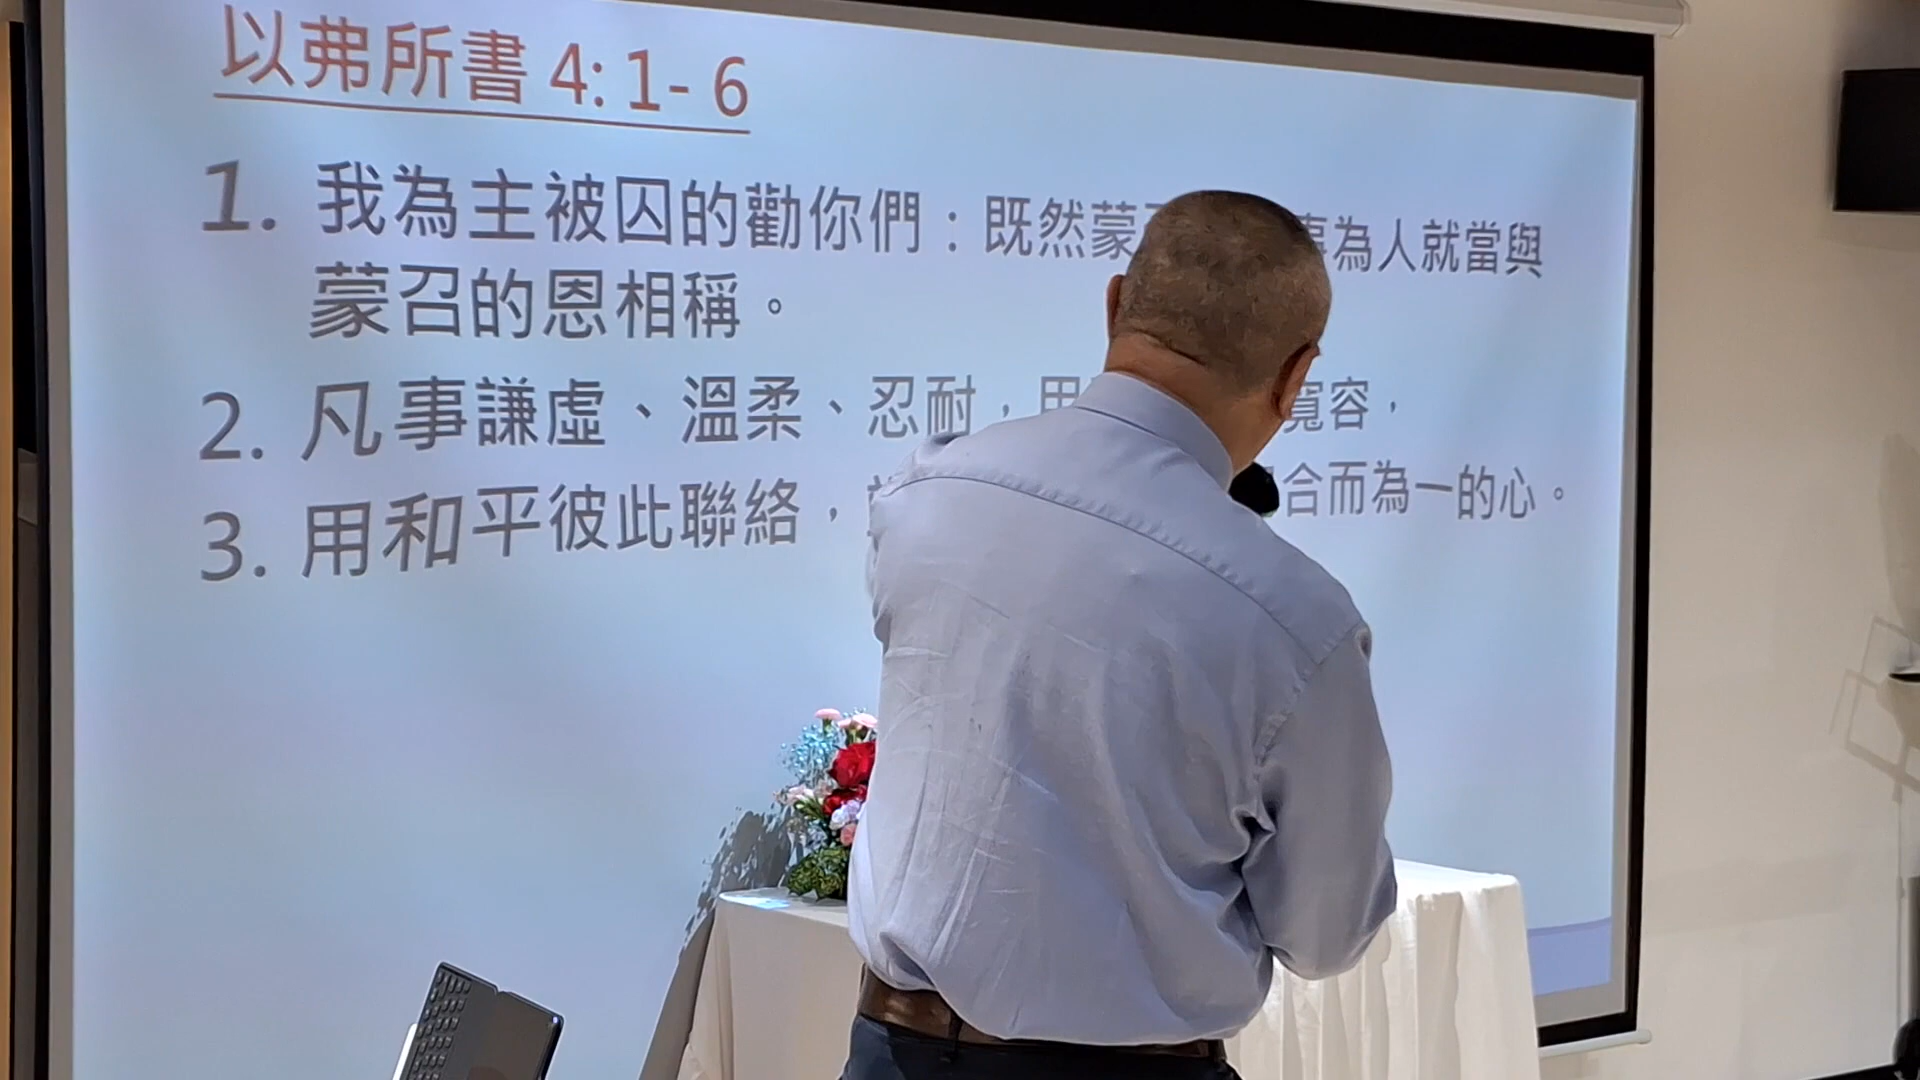 以弗所書 4: 1- 6
1. 我為主被囚的勸你們：既然蒙 事為人就當與
蒙召的恩相稱。
2. 凡事謙虛、溫柔、忍耐，用 寬容，
3. 用和平彼此聯絡， 合而為一的心。